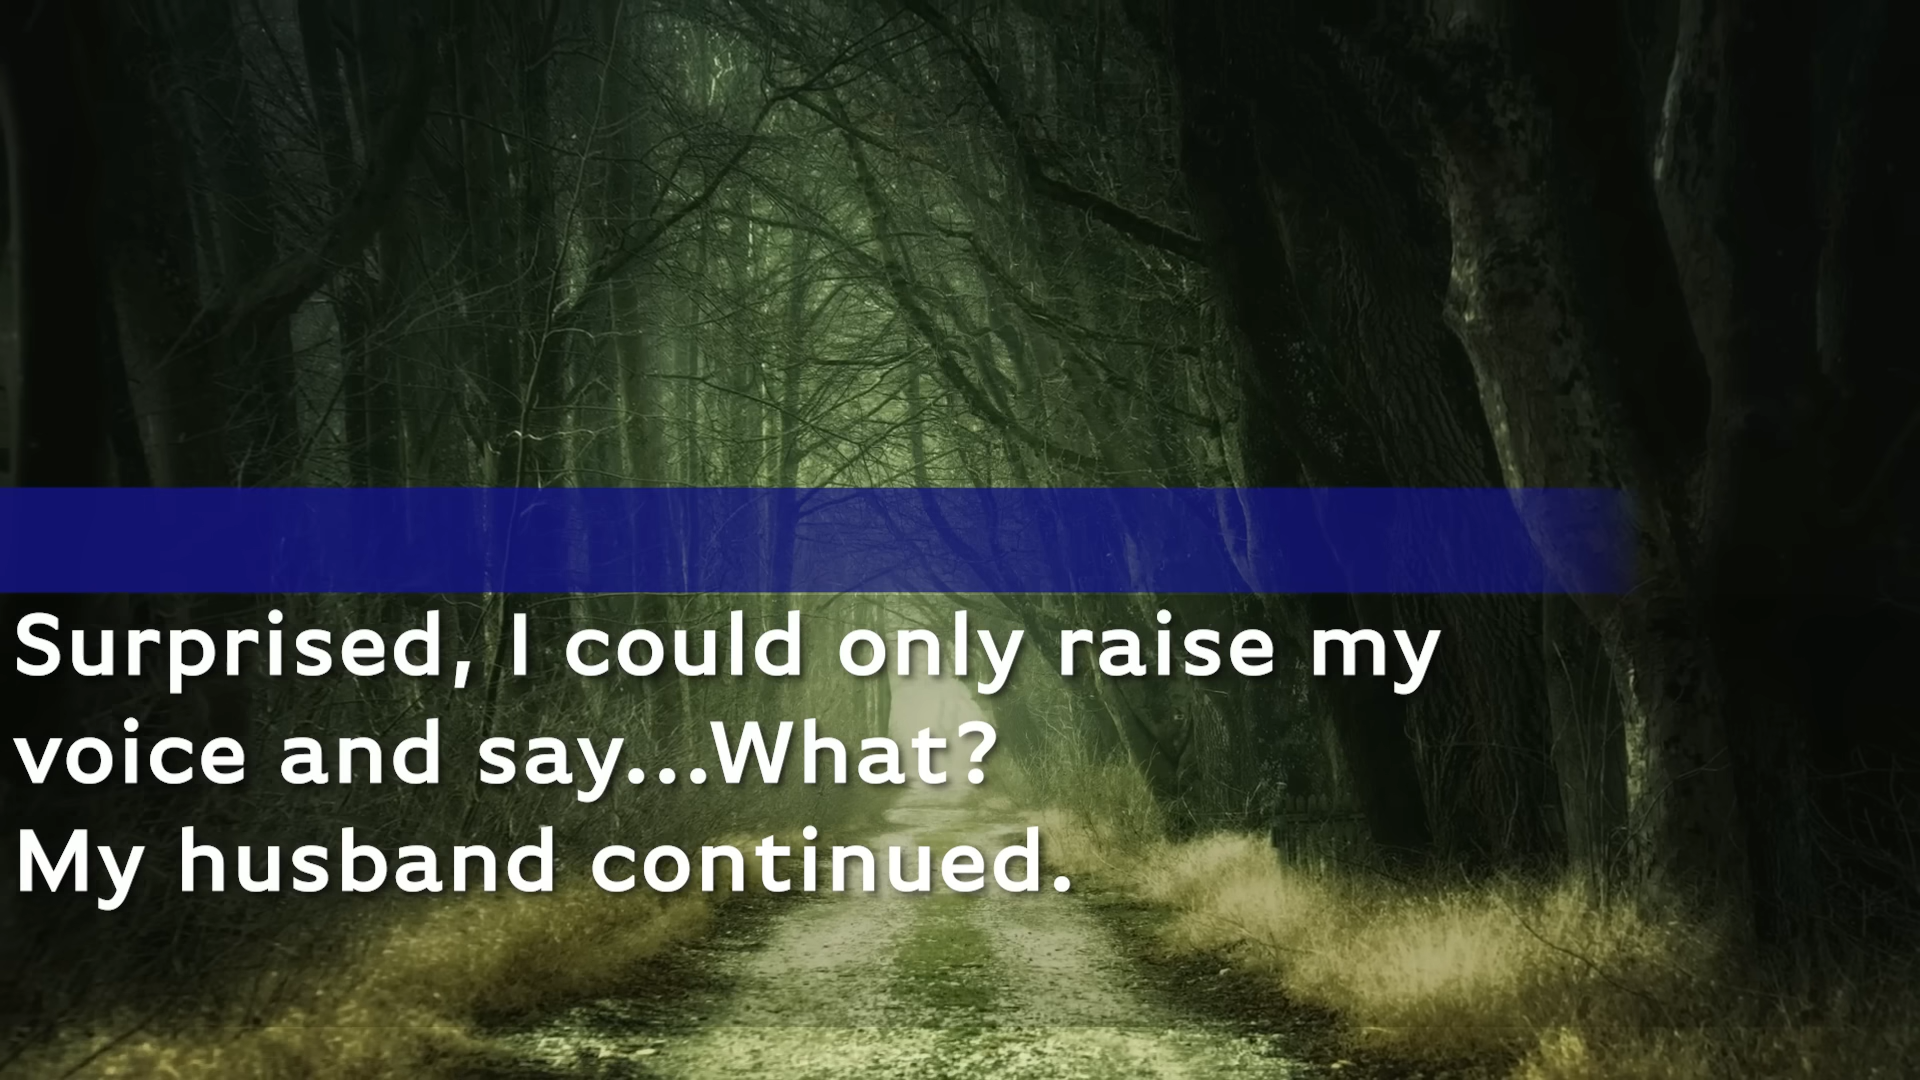 Surprised, I could only raise my
voice and say...What?
My husband continued.